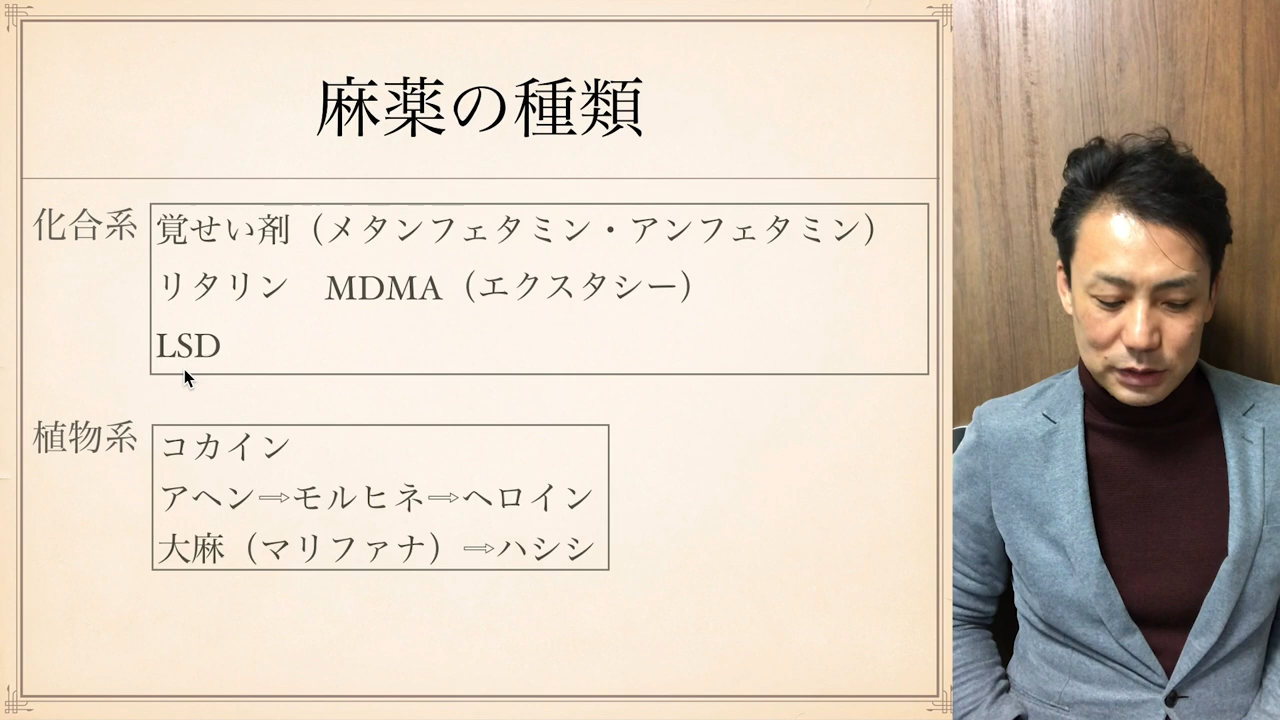 麻薬の種類
化合系
覚せい剤（メタンフェタミン・アンフェタミン）
リタリン　MDMA（エクスタシー）
LSD
植物系
コカイン
アヘン⇨モルヒネ⇨ヘロイン
大麻（マリファナ）⇨ハシシ